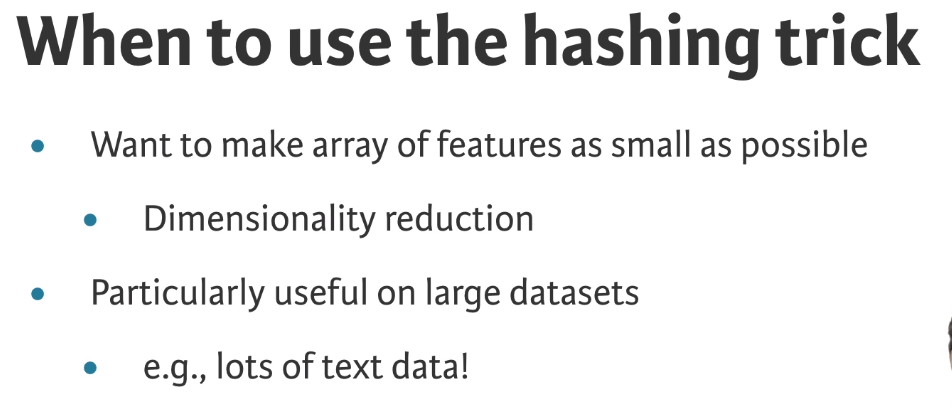 When to use the hashing trick
Want to make array of features as small as possible
Dimensionality reduction
Particularly useful on large datasets
e.g., lots of text data!